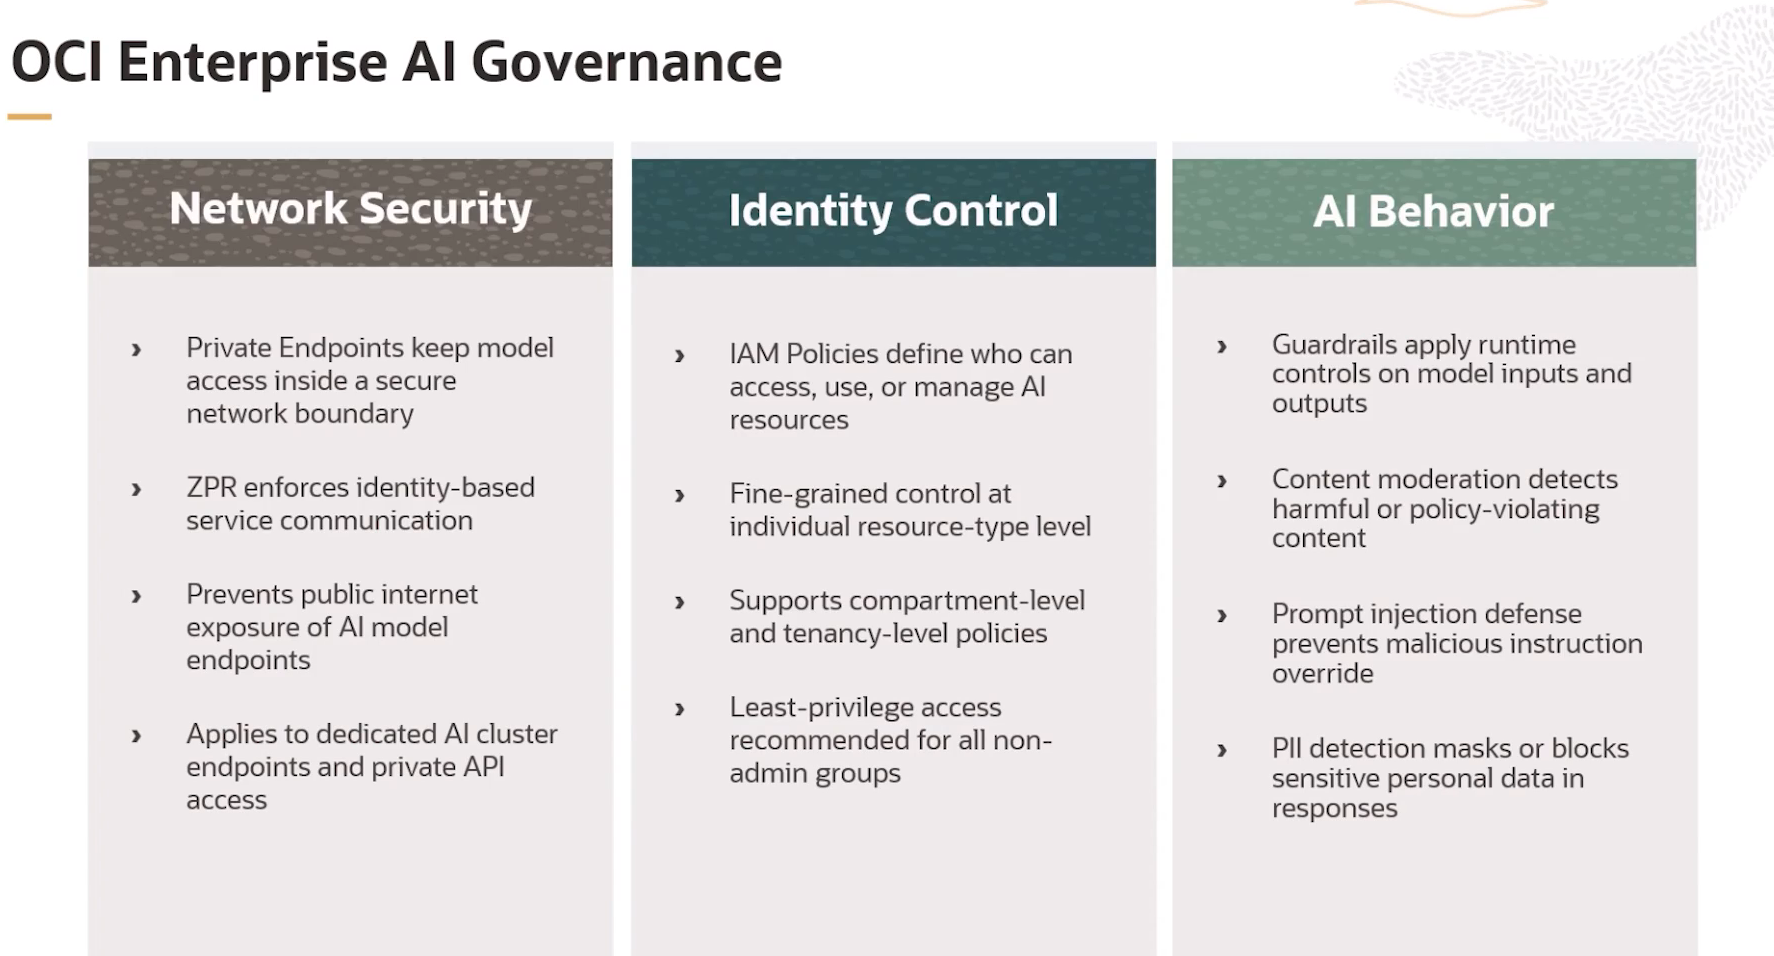 OCI Enterprise AI Governance
Network Security
Private Endpoints keep model
access inside a secure
network boundary
ZPR enforces identity-based
service communication
Prevents public internet
exposure of AI model
endpoints
Applies to dedicated AI cluster
endpoints and private API
access
Identity Control
IAM Policies define who can
access, use, or manage AI
resources
Fine-grained control at
individual resource-type level
Supports compartment-level
and tenancy-level policies
Least-privilege access
recommended for all non-
admin groups
AI Behavior
Guardrails apply runtime
controls on model inputs and
outputs
Content moderation detects
harmful or policy-violating
content
Prompt injection defense
prevents malicious instruction
override
PII detection masks or blocks
sensitive personal data in
responses